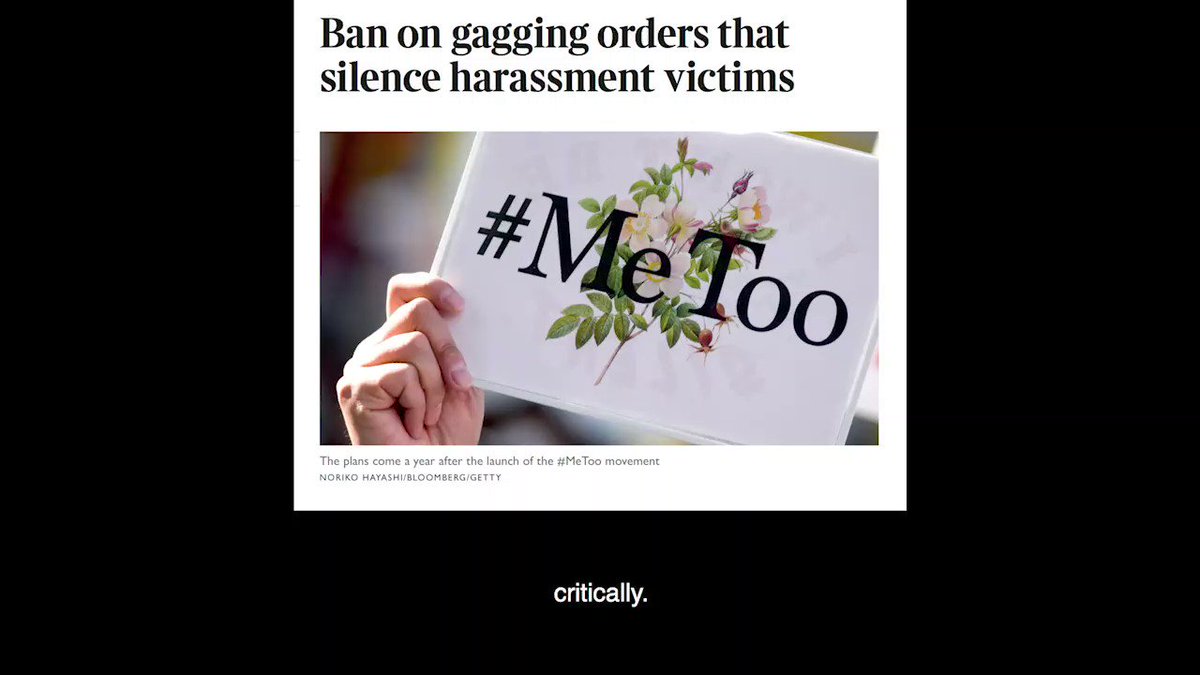 Ban on gagging orders that
silence harassment victims
#MeToo
The plans come a year after the launch of the #MeToo movement
NORIKO HAYASHI/BLOOMBERG/GETTY
critically.